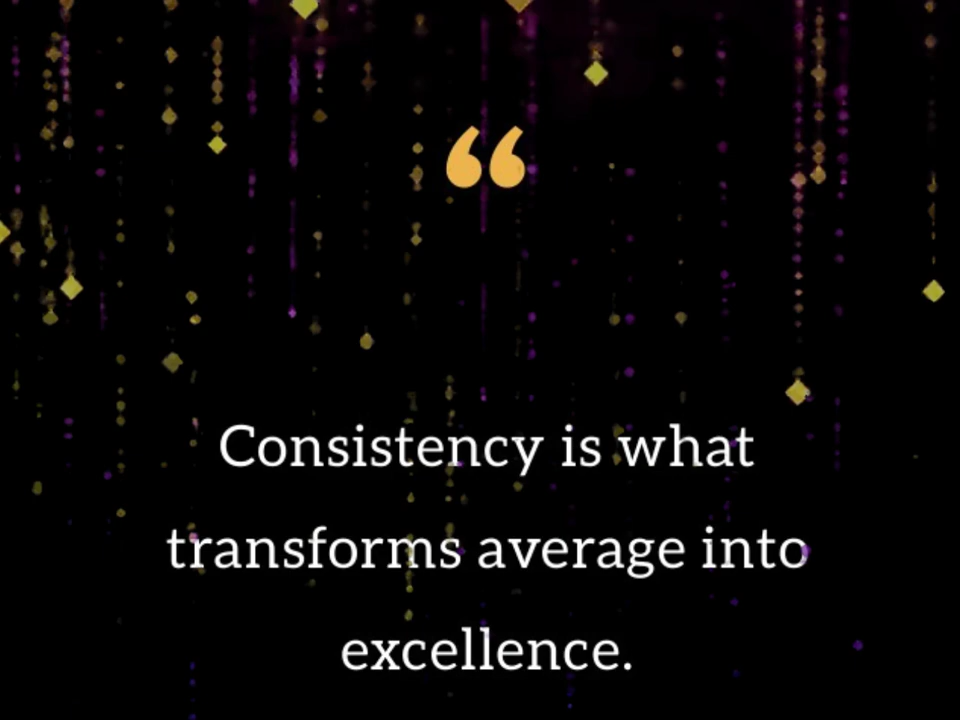 “
Consistency is what
transforms average into
excellence.